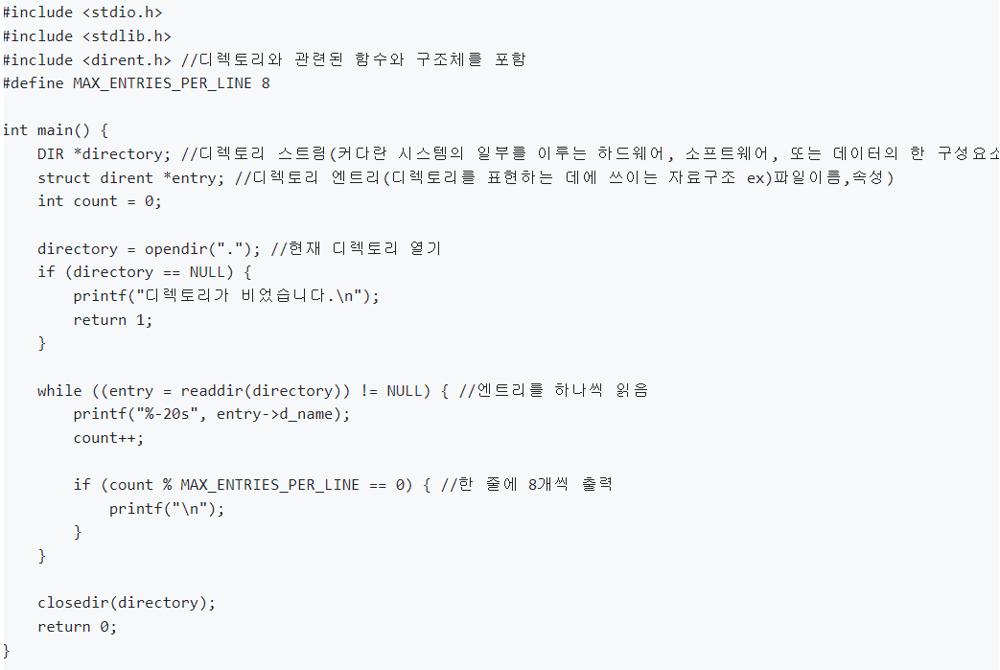 #include <stdio.h>
#include <stdlib.h>
#include <dirent.h> //디렉토리와 관련된 함수와 구조체를 포함
#define MAX_ENTRIES_PER_LINE 8
int main() {
DIR *directory; //디렉토리 스트림(커다란 시스템의 일부를 이루는 하드웨어, 소프트웨어, 또는 데이터의 한 구성요소
struct dirent *entry; //디렉토리 엔트리(디렉토리를 표현하는 데에 쓰이는 자료구조 ex)파일이름,속성)
int count = 0;
directory = opendir("."); //현재 디렉토리 열기
if (directory == NULL) {
printf("디렉토리가 비었습니다.\n");
return 1;
}
while ((entry = readdir(directory)) != NULL) { //엔트리를 하나씩 읽음
printf("%-20s", entry->d_name);
count++;
if (count % MAX_ENTRIES_PER_LINE == 0) { //한 줄에 8개씩 출력
printf("\n");
}
}
closedir(directory);
return 0;
}